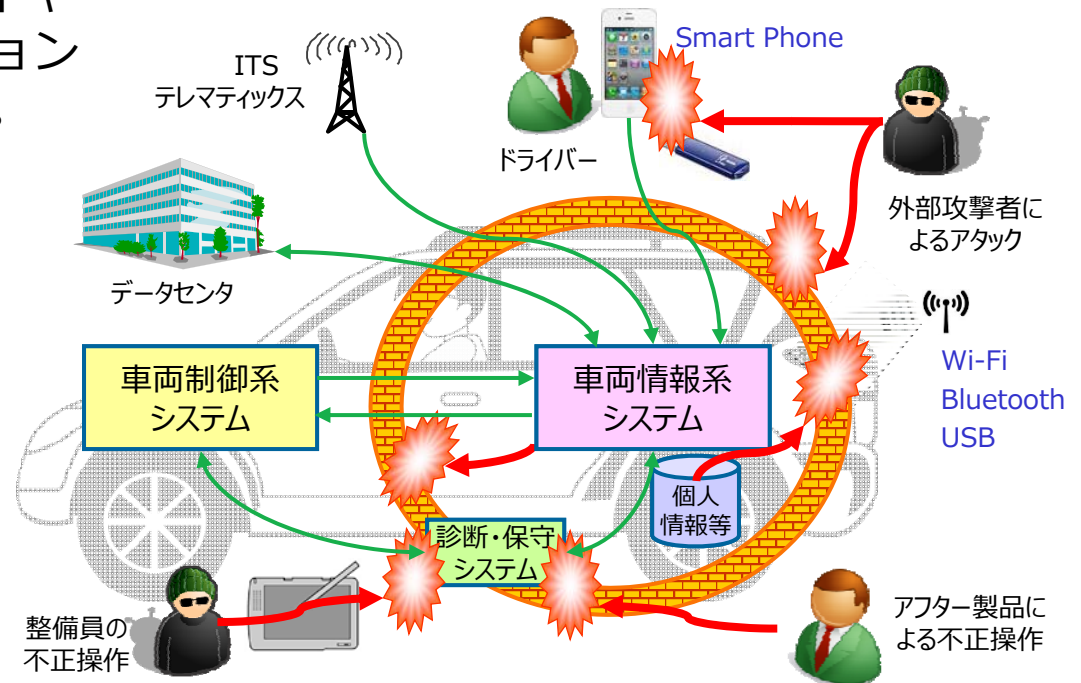 ョン
ITS
テレマティックス
Smart Phone
ドライバー
外部攻撃者に
よるアタック
データセンタ
Wi-Fi
Bluetooth
USB
車両制御系
システム
車両情報系
システム
個人
情報等
診断・保守
システム
整備員の
不正操作
アフター製品に
よる不正操作